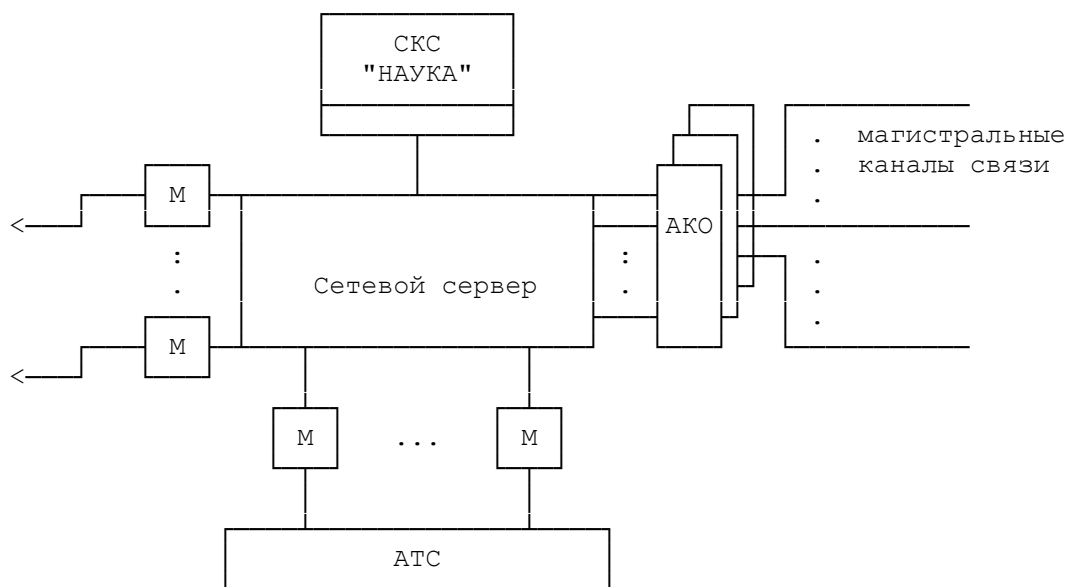 СКС
"НАУКА"
. магистральные
. каналы связи
.
М
<
АКО
:
.
Сетевой сервер
:
.
.
.
.
М
<
М ... М
АТС